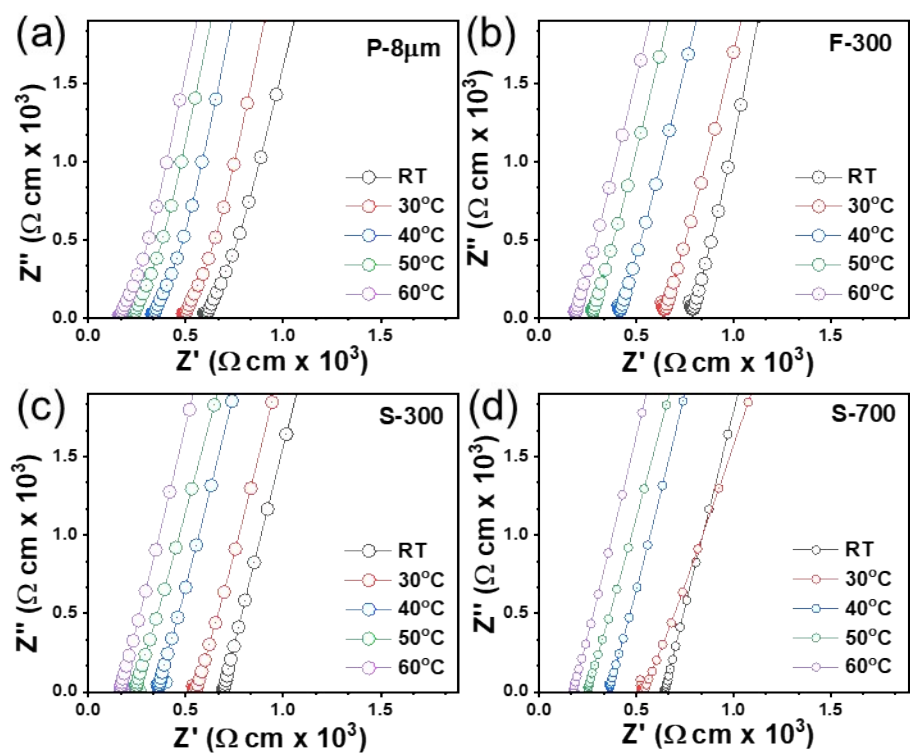 (a)
P-8μm
Z'' (Ω cm x 10³)
1.5
1.0
0.5
0.0
RT
30°C
40°C
50°C
60°C
0.0 0.5 1.0 1.5
Z' (Ω cm x 10³)
(b)
F-300
Z'' (Ω cm x 10³)
1.5
1.0
0.5
0.0
RT
30°C
40°C
50°C
60°C
0.0 0.5 1.0 1.5
Z' (Ω cm x 10³)
(c)
S-300
Z'' (Ω cm x 10³)
1.5
1.0
0.5
0.0
RT
30°C
40°C
50°C
60°C
0.0 0.5 1.0 1.5
Z' (Ω cm x 10³)
(d)
S-700
Z'' (Ω cm x 10³)
1.5
1.0
0.5
0.0
RT
30°C
40°C
50°C
60°C
0.0 0.5 1.0 1.5
Z' (Ω cm x 10³)